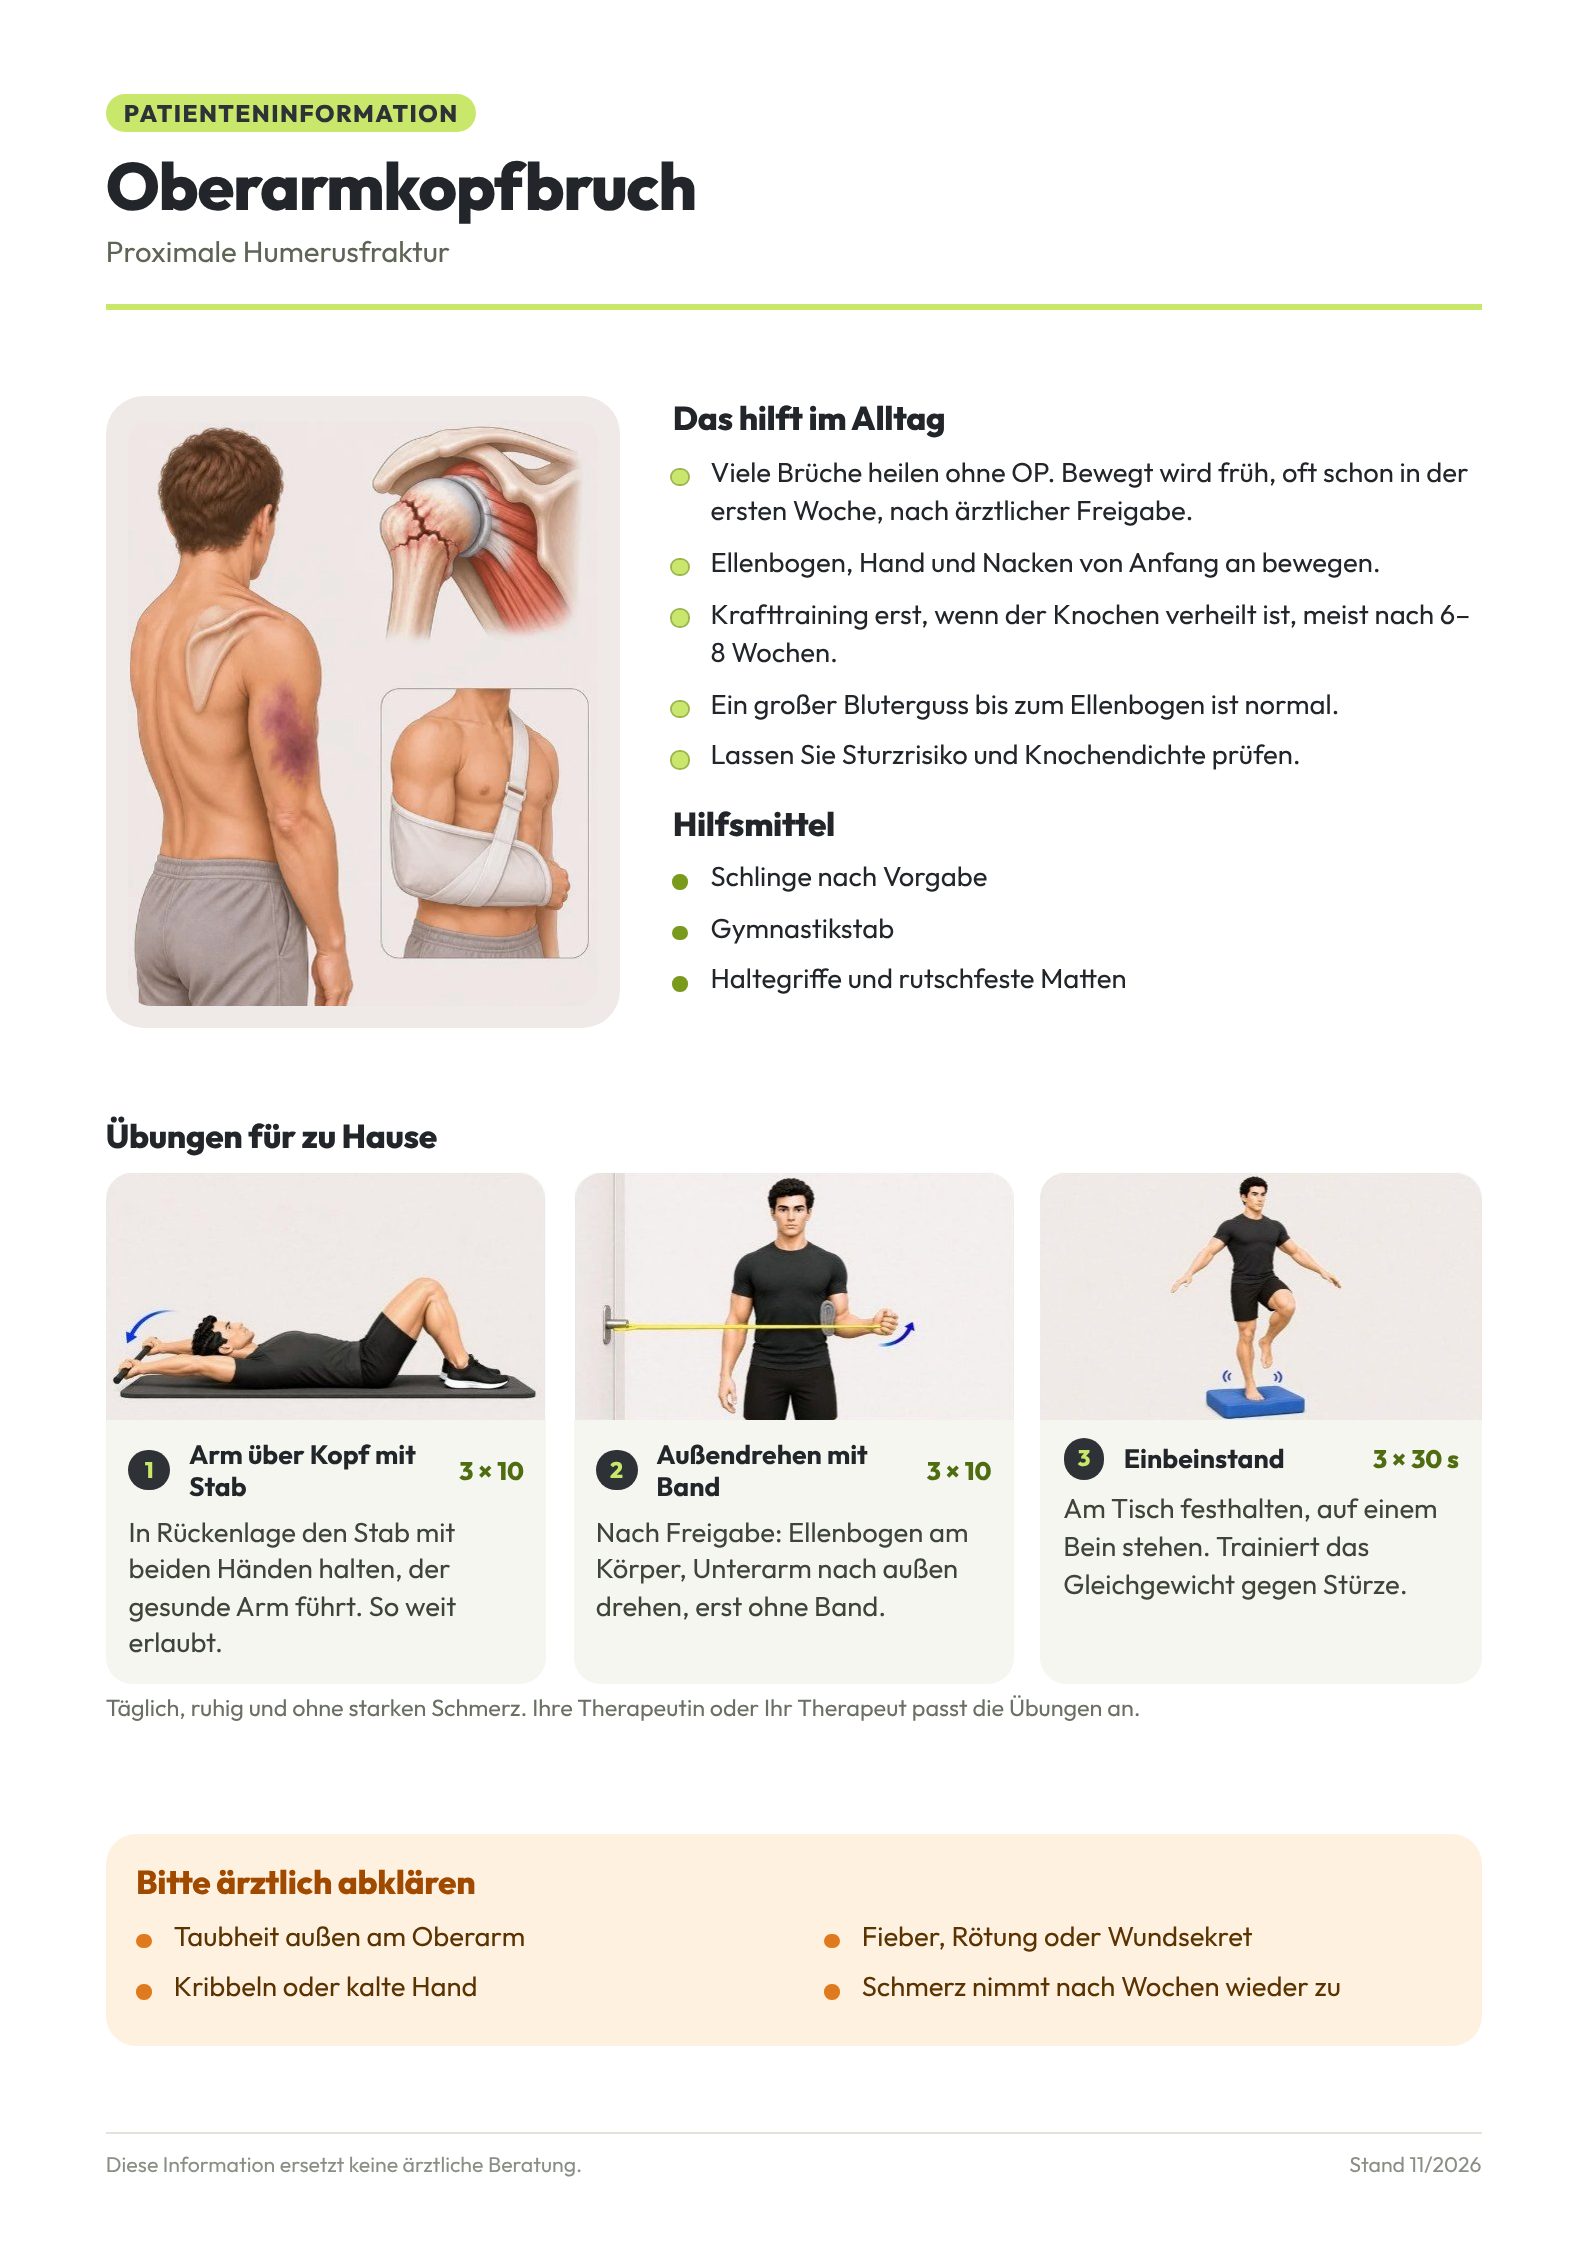 PATIENTENINFORMATION
Oberarmkopfbruch
Proximale Humerusfraktur
Das hilft im Alltag
Viele Brüche heilen ohne OP. Bewegt wird früh, oft schon in der
ersten Woche, nach ärztlicher Freigabe.
Ellenbogen, Hand und Nacken von Anfang an bewegen.
Krafttraining erst, wenn der Knochen verheilt ist, meist nach 6–
8 Wochen.
Ein großer Bluterguss bis zum Ellenbogen ist normal.
Lassen Sie Sturzrisiko und Knochendichte prüfen.
Hilfsmittel
Schlinge nach Vorgabe
Gymnastikstab
Haltegriffe und rutschfeste Matten
Übungen für zu Hause
1 Arm über Kopf mit
Stab
3 × 10
In Rückenlage den Stab mit
beiden Händen halten, der
gesunde Arm führt. So weit
erlaubt.
2 Außendrehen mit
Band
3 × 10
Nach Freigabe: Ellenbogen am
Körper, Unterarm nach außen
drehen, erst ohne Band.
3 Einbeinstand 3 × 30 s
Am Tisch festhalten, auf einem
Bein stehen. Trainiert das
Gleichgewicht gegen Stürze.
Täglich, ruhig und ohne starken Schmerz. Ihre Therapeutin oder Ihr Therapeut passt die Übungen an.
Bitte ärztlich abklären
Taubheit außen am Oberarm
Kribbeln oder kalte Hand
Fieber, Rötung oder Wundsekret
Schmerz nimmt nach Wochen wieder zu
Diese Information ersetzt keine ärztliche Beratung.
Stand 11/2026